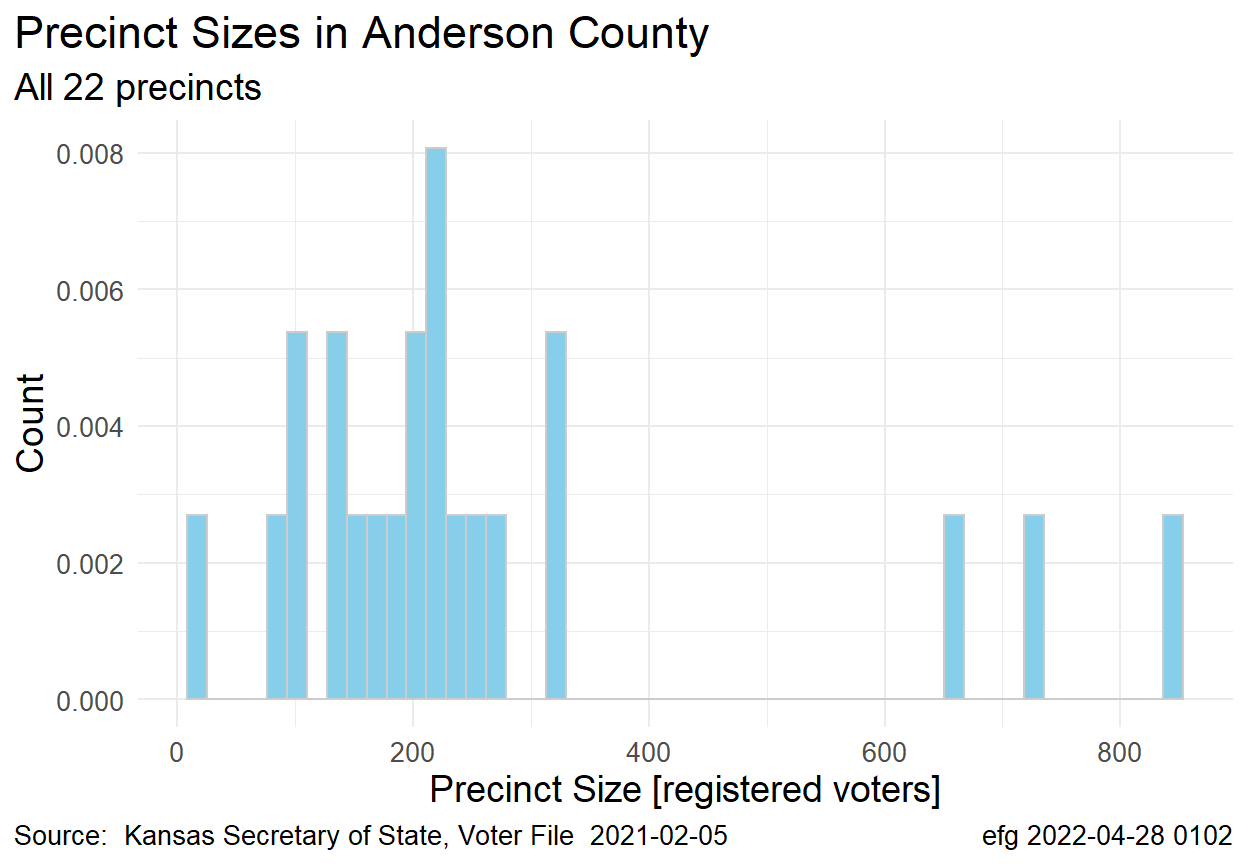 Precinct Sizes in Anderson County
All 22 precincts
0.008
0.006
0.004
0.002
0.000
Count
0 200 400 600 800
Precinct Size [registered voters]
Source:  Kansas Secretary of State, Voter File  2021-02-05
efg 2022-04-28 0102